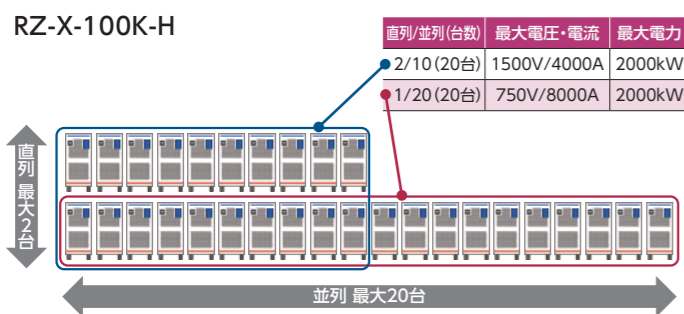 RZ-X-100K-H
直列/並列(台数) 最大電圧・電流 最大電力
2/10(20台) 1500V/4000A 2000kW
1/20(20台) 750V/8000A 2000kW
直列 最大2台
並列 最大20台